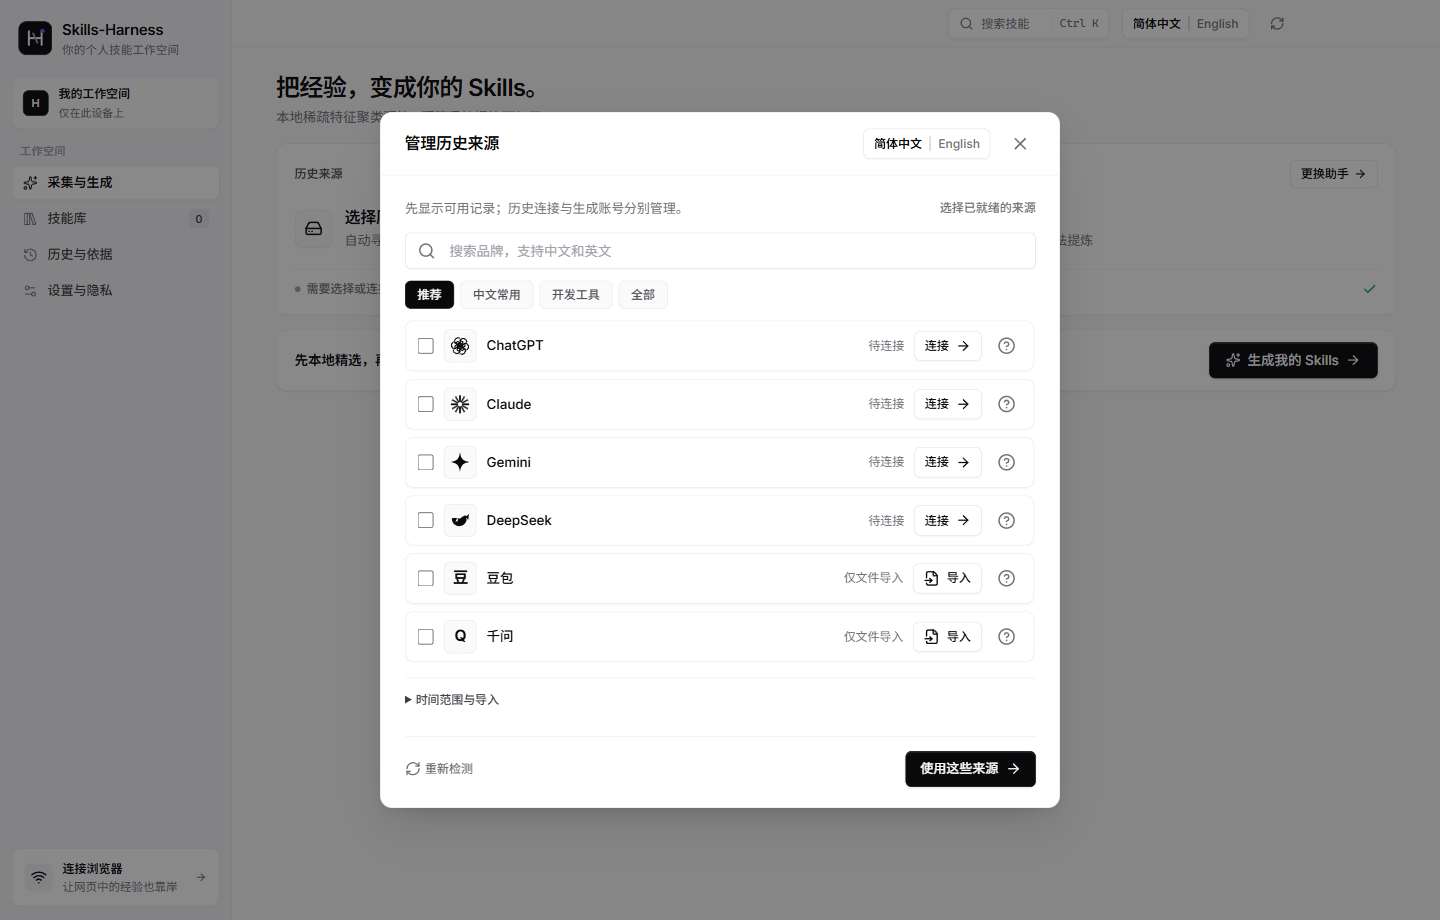 Skills-Harness
你的个人技能工作空间
H
我的工作空间
仅在此设备上
工作空间
采集与生成
技能库
0
历史与依据
设置与隐私
连接浏览器
让网页中的经验也靠岸
搜索技能
Ctrl K
简体中文 | English
把经验，变成你的 Skills。
本地稀疏特征聚类
历史来源
更换助手
选择
自动寻
法提炼
需要选择或连
先本地精选，
生成我的 Skills
管理历史来源
简体中文 | English
先显示可用记录；历史连接与生成账号分别管理。
选择已就绪的来源
搜索品牌，支持中文和英文
推荐
中文常用
开发工具
全部
ChatGPT
待连接
连接
Claude
待连接
连接
Gemini
待连接
连接
DeepSeek
待连接
连接
豆
豆包
仅文件导入
导入
Q
千问
仅文件导入
导入
时间范围与导入
重新检测
使用这些来源